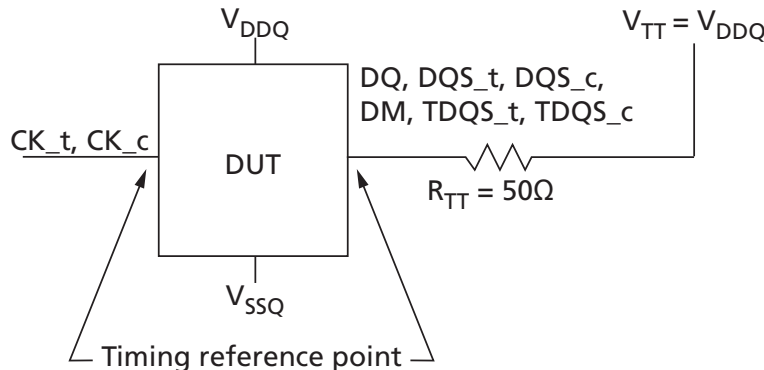 V_DDQ
V_TT = V_DDQ
DQ, DQS_t, DQS_c,
DM, TDQS_t, TDQS_c
CK_t, CK_c
DUT
R_TT = 50Ω
V_SSQ
Timing reference point